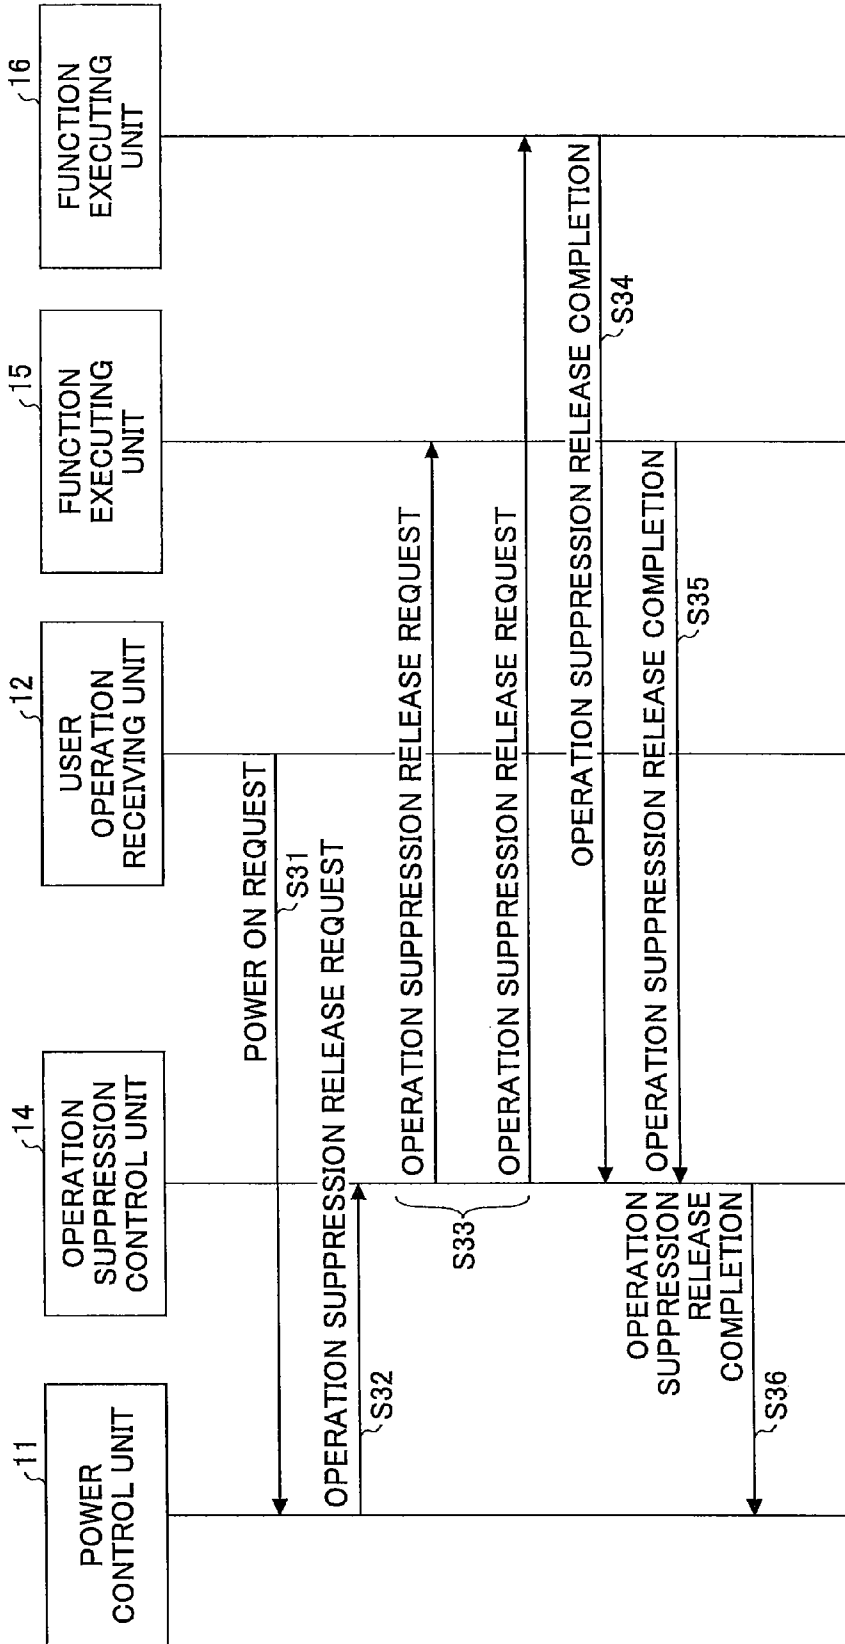 11
POWER
CONTROL UNIT
14
OPERATION
SUPPRESSION
CONTROL UNIT
12
USER
OPERATION
RECEIVING UNIT
15
FUNCTION
EXECUTING
UNIT
16
FUNCTION
EXECUTING
UNIT
POWER ON REQUEST
S31
OPERATION SUPPRESSION RELEASE REQUEST
S32
OPERATION SUPPRESSION RELEASE REQUEST
S33
OPERATION SUPPRESSION RELEASE REQUEST
OPERATION SUPPRESSION RELEASE COMPLETION
S34
OPERATION SUPPRESSION RELEASE COMPLETION
S35
OPERATION
SUPPRESSION
RELEASE
COMPLETION
S36